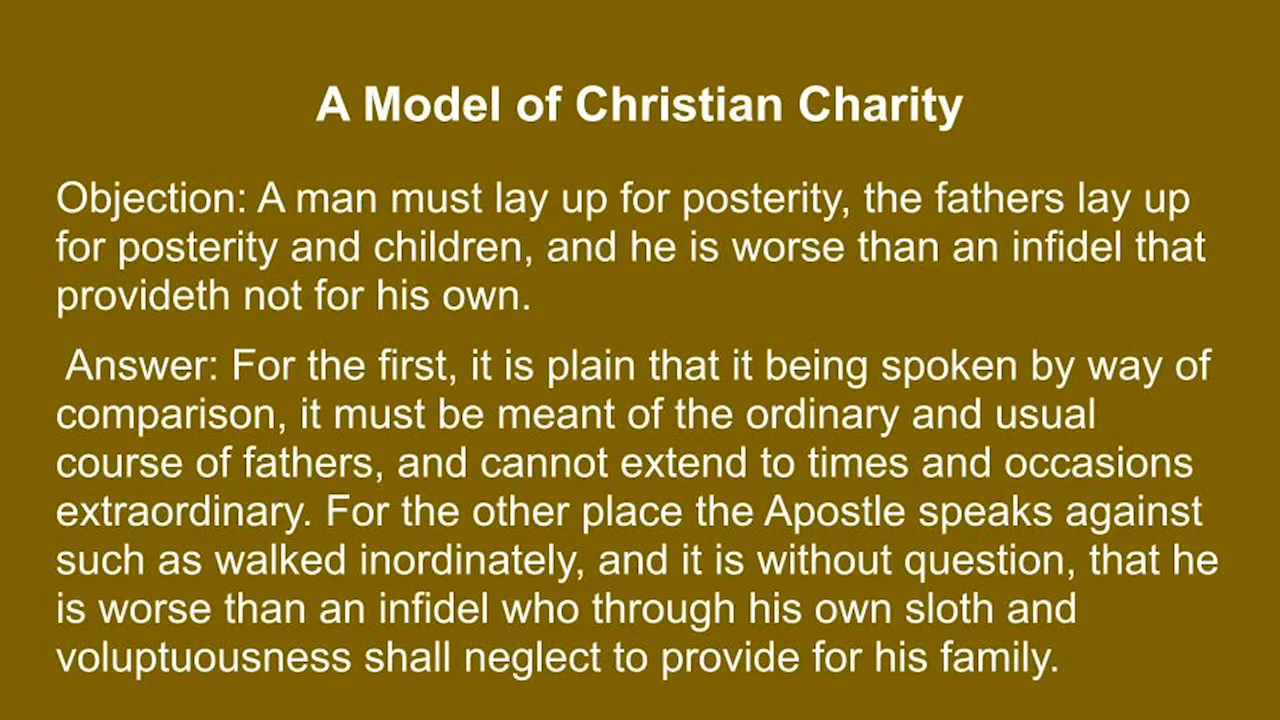 A Model of Christian Charity
Objection: A man must lay up for posterity, the fathers lay up
for posterity and children, and he is worse than an infidel that
provideth not for his own.
Answer: For the first, it is plain that it being spoken by way of
comparison, it must be meant of the ordinary and usual
course of fathers, and cannot extend to times and occasions
extraordinary. For the other place the Apostle speaks against
such as walked inordinately, and it is without question, that he
is worse than an infidel who through his own sloth and
voluptuousness shall neglect to provide for his family.